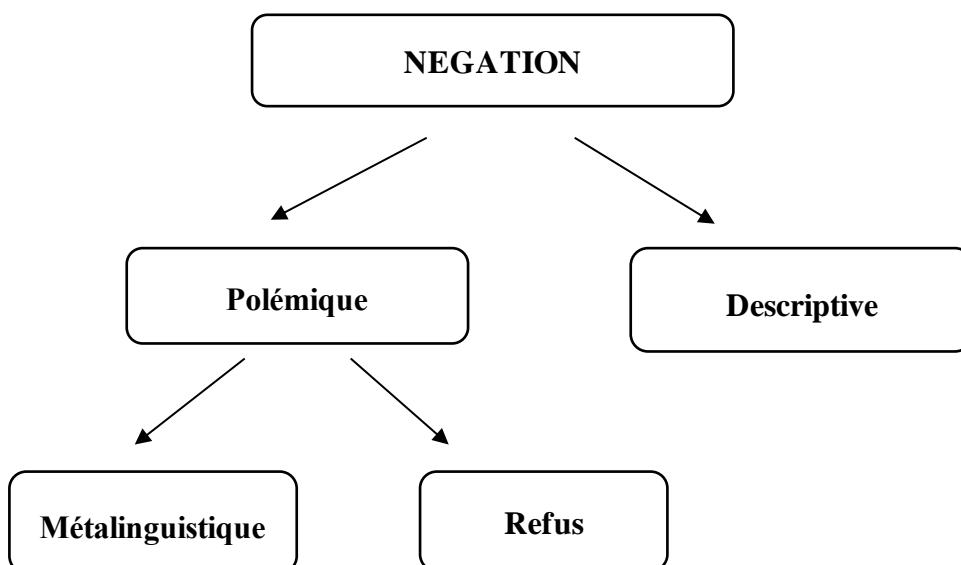 NEGATION
Polémique
Descriptive
Métalinguistique
Refus